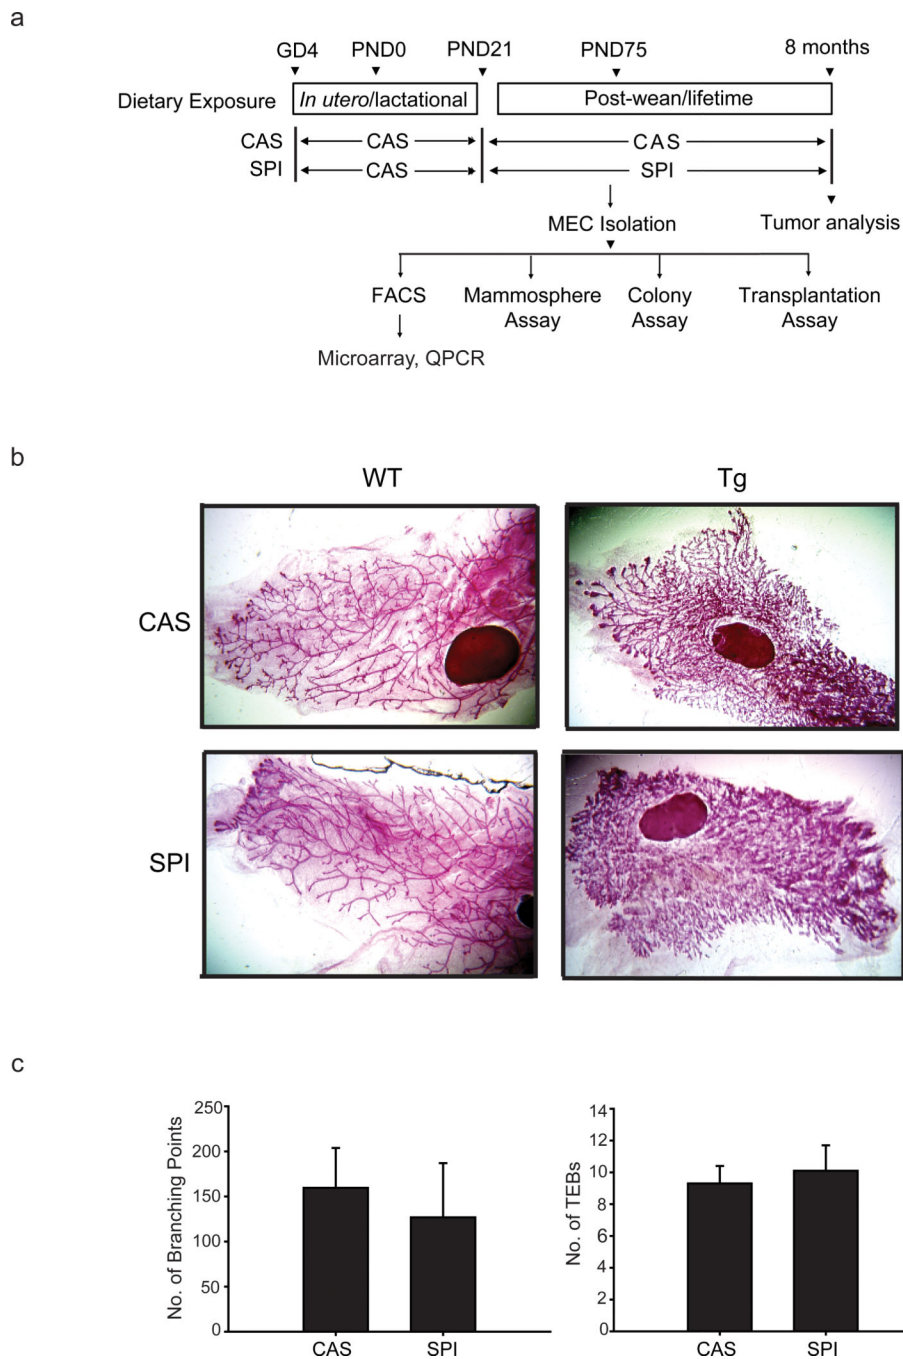 a
GD4 PND0 PND21 PND75 8 months
Dietary Exposure In utero/lactational Post-wean/lifetime
CAS CAS CAS
SPI CAS SPI
MEC Isolation Tumor analysis
FACS Mammosphere Colony Transplantation
Assay Assay Assay
Microarray, QPCR
b
WT Tg
CAS
SPI
c
No. of Branching Points
250
200
150
100
50
0
CAS SPI
No. of TEBs
14
12
10
8
6
4
2
0
CAS SPI